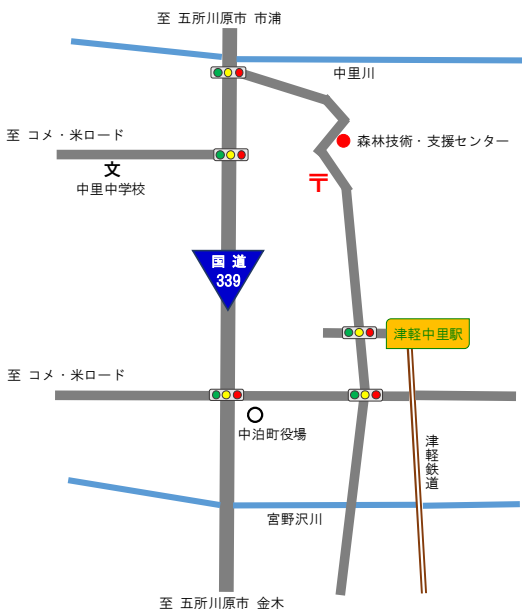 至 五所川原市 市浦
中里川
至 コメ・米ロード
森林技術・支援センター
文
中里中学校
〒
国 道
339
津軽中里駅
至 コメ・米ロード
中泊町役場
津軽鉄道
宮野沢川
至 五所川原市 金木